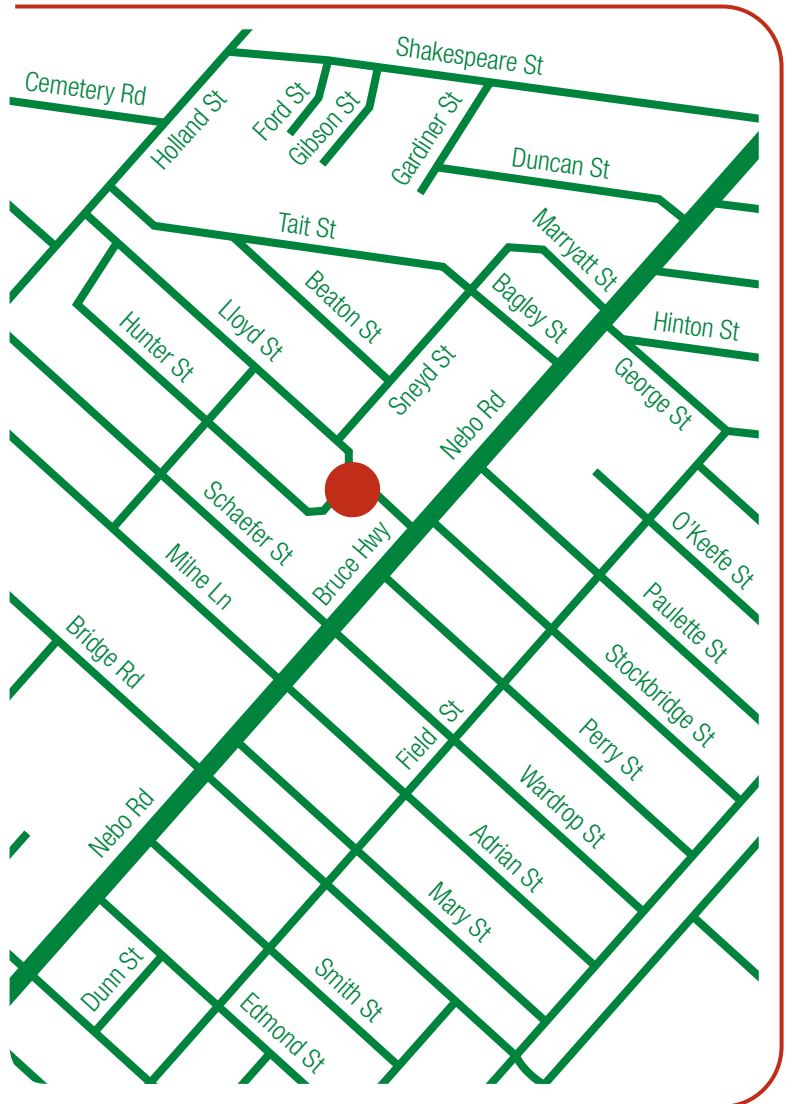 Shakespeare St
Cemetery Rd
Holland St
Ford St
Gibson St
Gardiner St
Duncan St
Tait St
Marryatt St
Beaton St
Bagley St
Lloyd St
Hunter St
Hinton St
Sneyd St
George St
Nebo Rd
Schaefer St
Bruce Hwy
O'Keefe St
Milne Ln
Paulette St
Bridge Rd
Stockbridge St
Field St
Perry St
Wardrop St
Nebo Rd
Adrian St
Mary St
Dunn St
Smith St
Edmond St